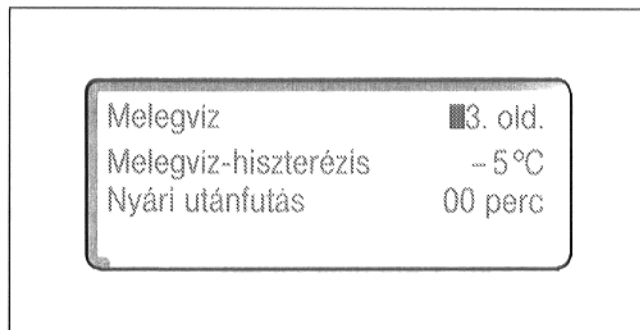 Melegvíz 3. old.
Melegvíz-hiszterézis – 5 °C
Nyári utánfutás 00 perc